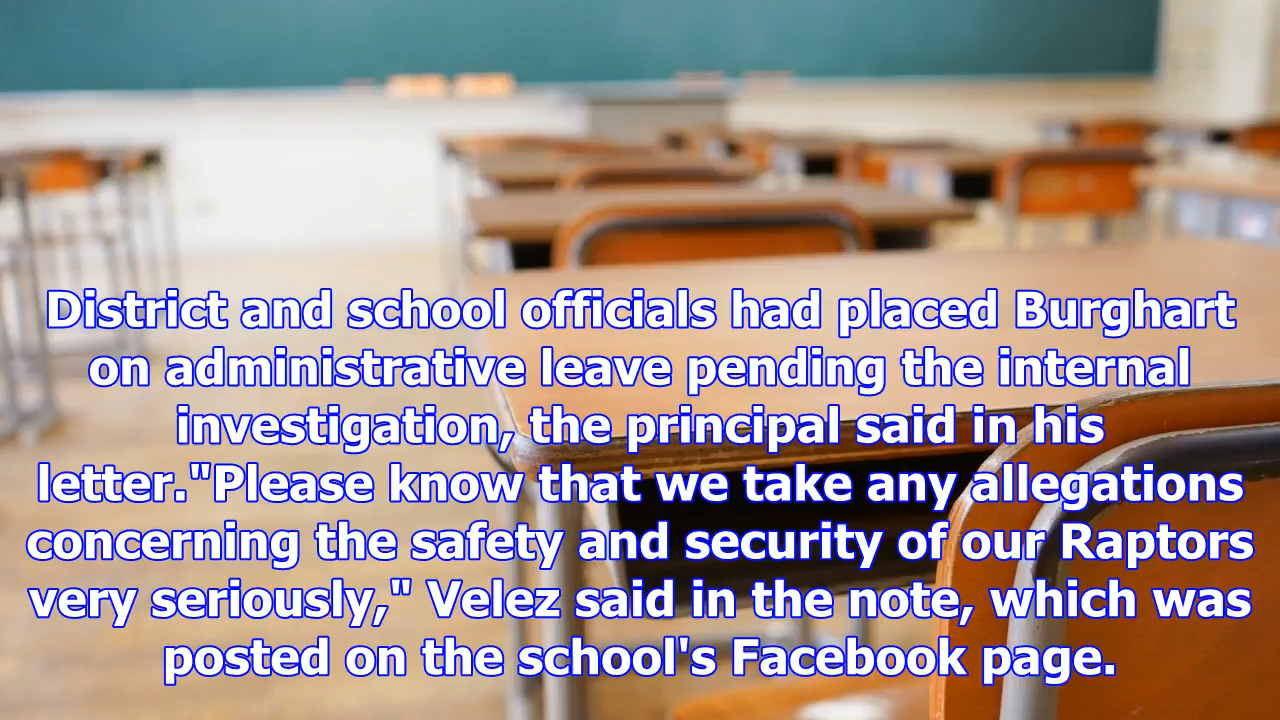 District and school officials had placed Burghart
on administrative leave pending the internal
investigation, the principal said in his
letter."Please know that we take any allegations
concerning the safety and security of our Raptors
very seriously," Velez said in the note, which was
posted on the school's Facebook page.